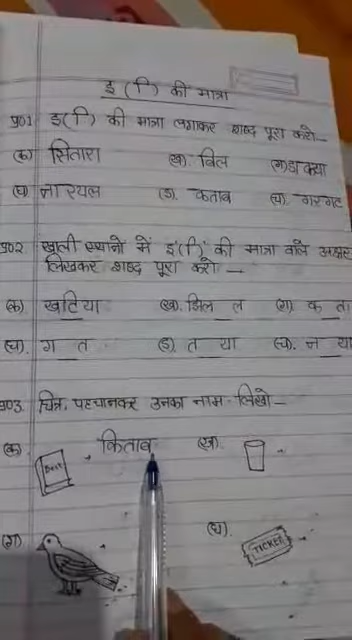 इ (ि) की मात्रा
प्र01 इ(ि) की मात्रा लगाकर शब्द पूरा करो—
(क) सितारा (ख) बिल (ग) डाक्या
(घ) नारयल (ङ) कताब (च) गरगट
प्र02. खाली स्थानो में इ'(ि)' की मात्रा वाले अक्षर
लिखकर शब्द पूरा करो —
(क) खटिया (ख) झिल _ ल (ग) क _ ता
(घ) ग _ त (ङ) त _ या (च) न _ या
प्र03. चित्र पहचानकर उनका नाम लिखो—
(क) किताब (ख)
Book
(ग) (घ)
TICKET